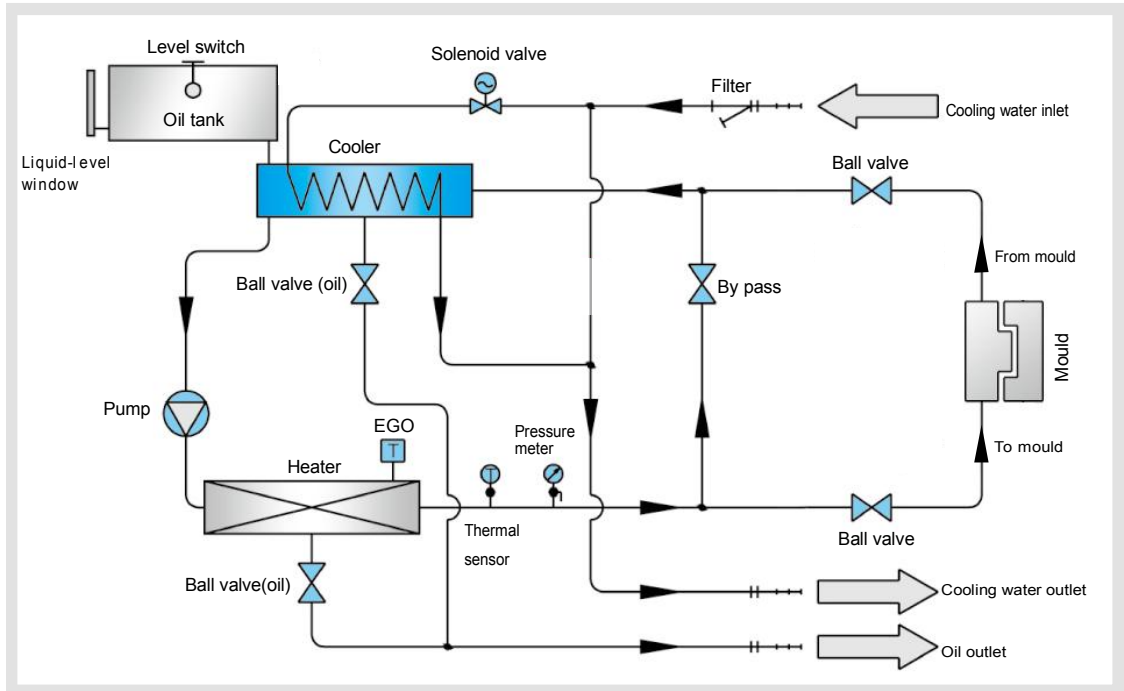 Level switch
Solenoid valve
Filter
Oil tank
Cooling water inlet
Liquid-level
window
Cooler
Ball valve
From mould
Ball valve (oil)
By pass
Mould
Pump
EGO
T
Pressure
meter
To mould
Heater
T
Thermal
sensor
Ball valve
Ball valve(oil)
Cooling water outlet
Oil outlet